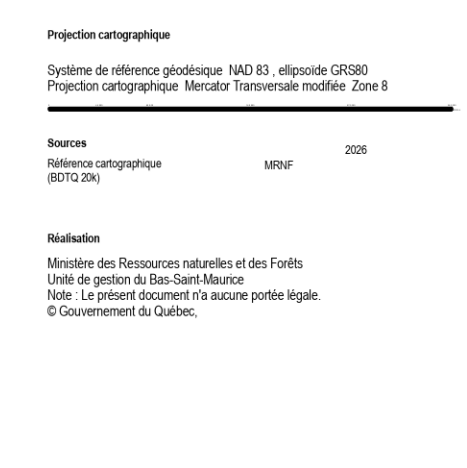 Projection cartographique
Système de référence géodésique NAD 83 , ellipsoïde GRS80
Projection cartographique Mercator Transversale modifiée Zone 8
Sources
2026
Référence cartographique
MRNF
(BDTQ 20k)
Réalisation
Ministère des Ressources naturelles et des Forêts
Unité de gestion du Bas-Saint-Maurice
Note : Le présent document n'a aucune portée légale.
© Gouvernement du Québec,